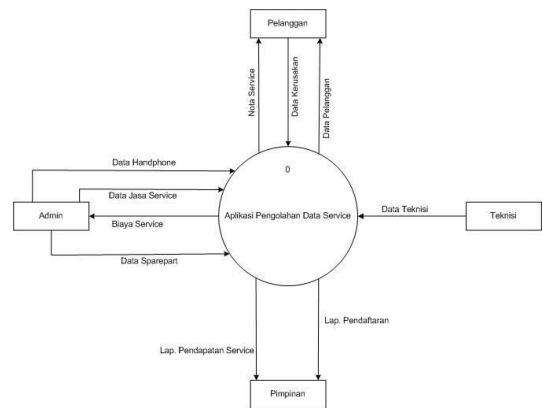 Pelanggan
Nota Service
Data Kerusakan
Data Pelanggan
Data Handphone
0
Data Jasa Service
Admin
Aplikasi Pengolahan Data Service
Data Teknisi
Teknisi
Biaya Service
Data Sparepart
Lap. Pendaftaran
Lap. Pendapatan Service
Pimpinan